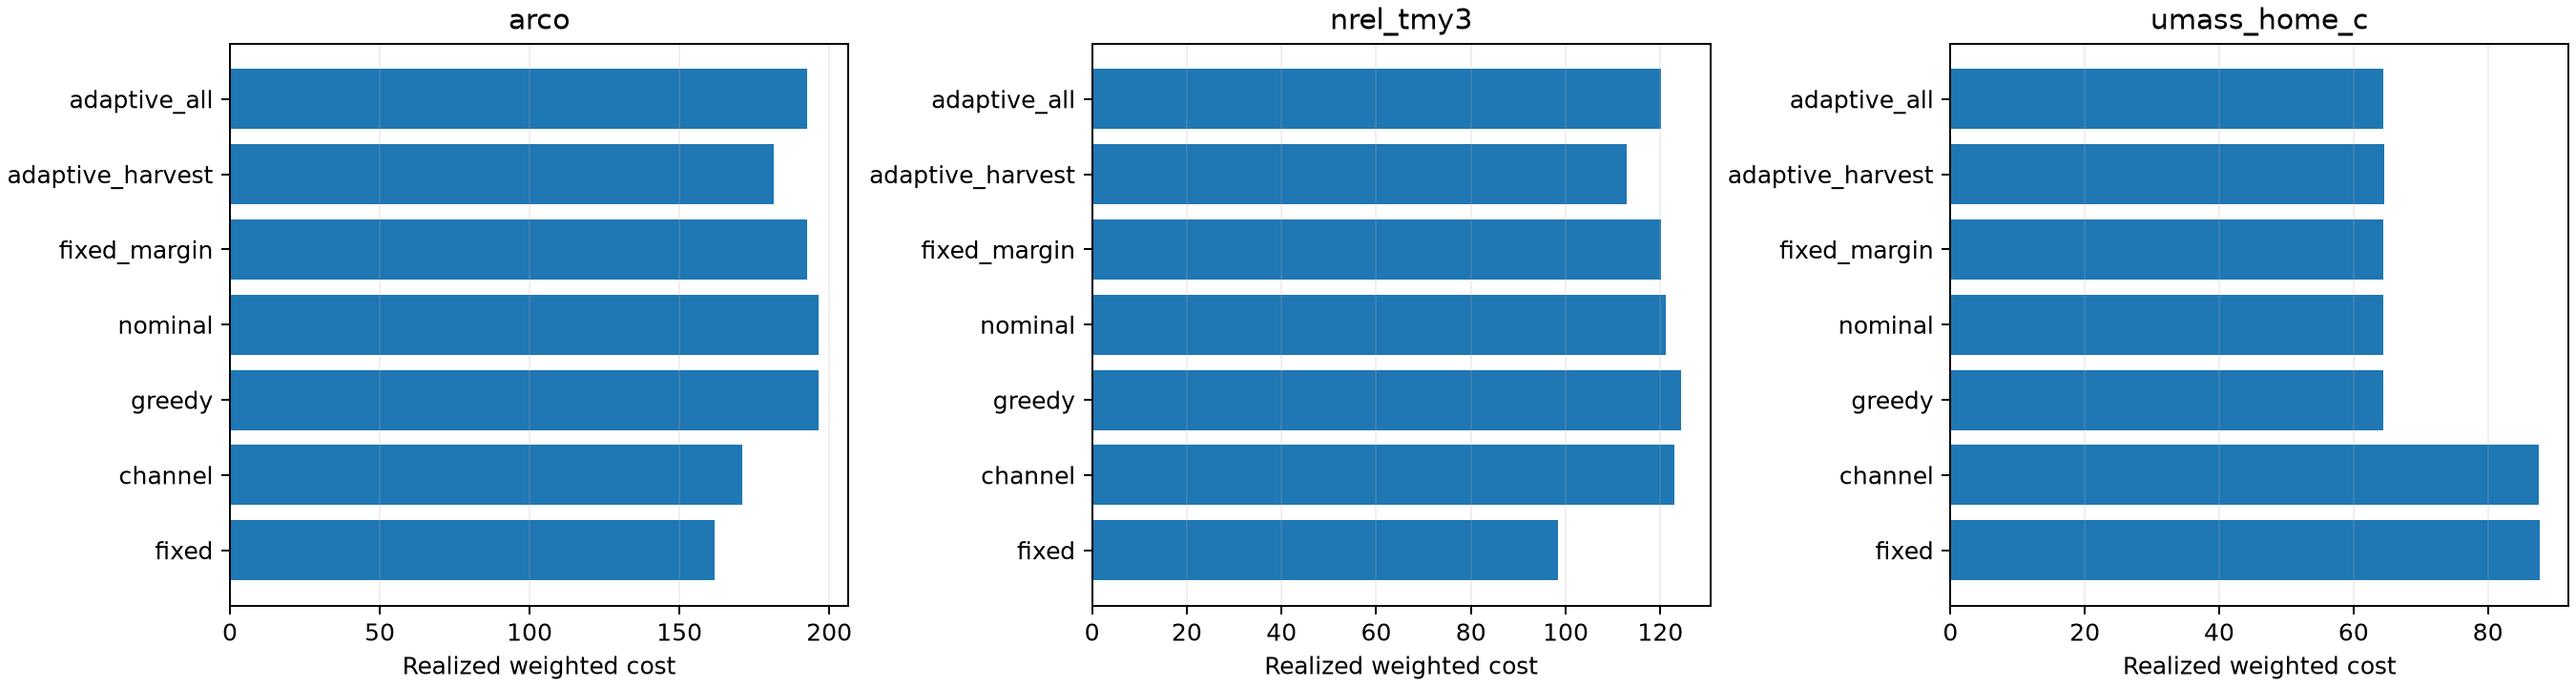 arco
adaptive_all
adaptive_harvest
fixed_margin
nominal
greedy
channel
fixed
0 50 100 150 200
Realized weighted cost
nrel_tmy3
adaptive_all
adaptive_harvest
fixed_margin
nominal
greedy
channel
fixed
0 20 40 60 80 100 120
Realized weighted cost
umass_home_c
adaptive_all
adaptive_harvest
fixed_margin
nominal
greedy
channel
fixed
0 20 40 60 80
Realized weighted cost